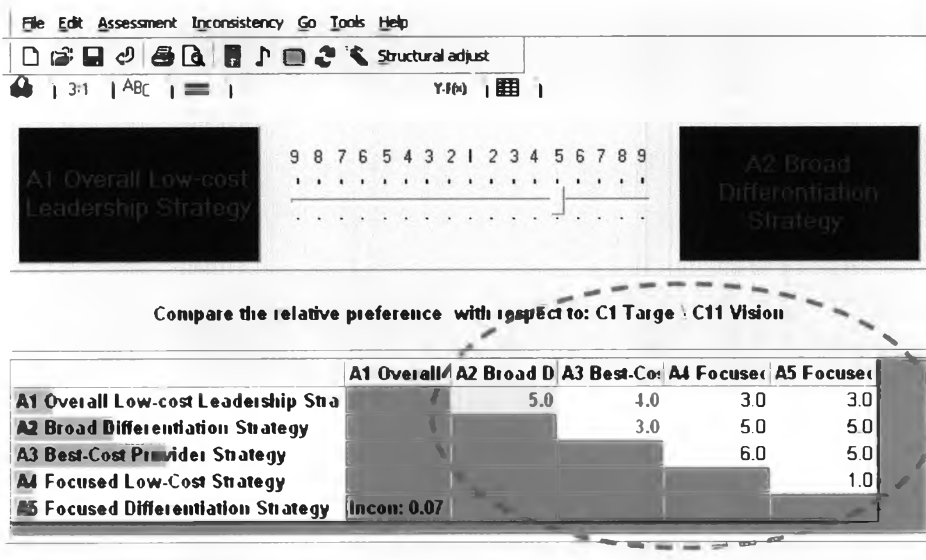 File Edit Assessment Inconsistency Go Tools Help
Structural adjust
3:1 ABC Y-F(x)
A1 Overall Low-cost Leadership Strategy
9 8 7 6 5 4 3 2 1 2 3 4 5 6 7 8 9
A2 Broad Differentiation Strategy
Compare the relative preference with respect to: C1 Targe \ C11 Vision
A1 Overall A2 Broad D A3 Best-Cos A4 Focused A5 Focused
A1 Overall Low-cost Leadership Stra 5.0 4.0 3.0 3.0
A2 Broad Differentiation Strategy 3.0 5.0 5.0
A3 Best-Cost Provider Strategy 6.0 5.0
A4 Focused Low-Cost Strategy 1.0
A5 Focused Differentiation Strategy Incon: 0.07